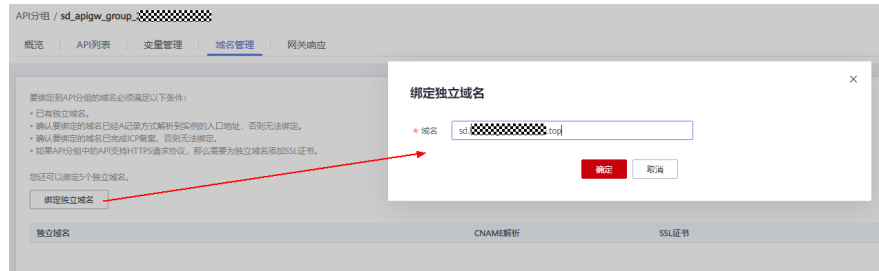 API分组 / sd_apigw_group_
概览 API列表 变量管理 域名管理 网关响应
要绑定到API分组的域名必须满足以下条件：
• 已有独立域名。
• 确认要绑定的域名已经A记录方式解析到实例的入口地址，否则无法绑定。
• 确认要绑定的域名已完成ICP备案，否则无法绑定。
• 如果API分组中的API支持HTTPS请求协议，那么需要为独立域名添加SSL证书。
您还可以绑定5个独立域名。
绑定独立域名
独立域名 CNAME解析 SSL证书
绑定独立域名
* 域名 sd. .top
确定 取消